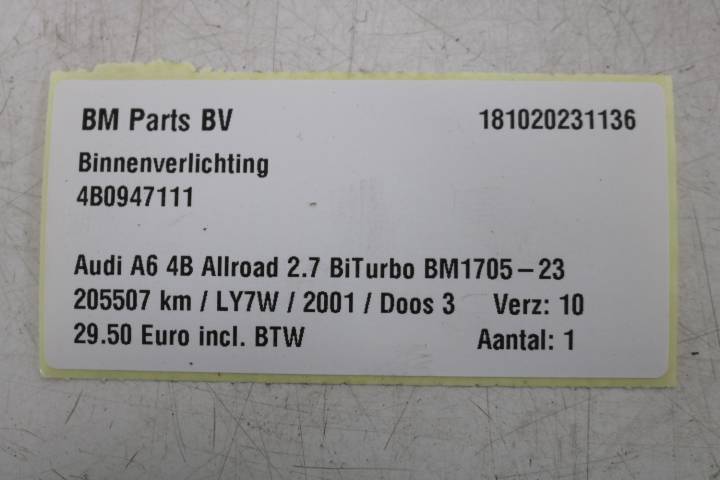 BM Parts BV 181020231136
Binnenverlichting
4B0947111
Audi A6 4B Allroad 2.7 BiTurbo BM1705-23
205507 km / LY7W / 2001 / Doos 3 Verz: 10
29.50 Euro incl. BTW Aantal: 1